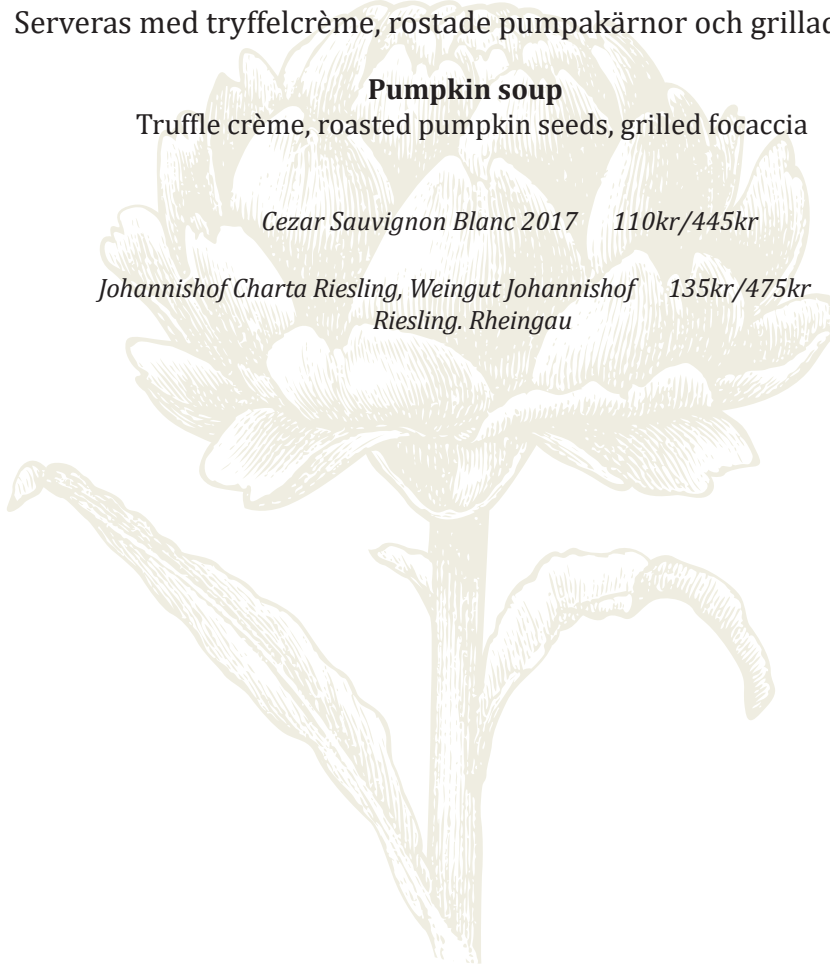 Serveras med tryffelcrème, rostade pumpakärnor och
Pumpkin soup
Truffle crème, roasted pumpkin seeds, grilled focaccia
Cezar Sauvignon Blanc 2017 110kr/445kr
Johannishof Charta Riesling, Weingut Johannishof 135kr/475kr
Riesling. Rheingau